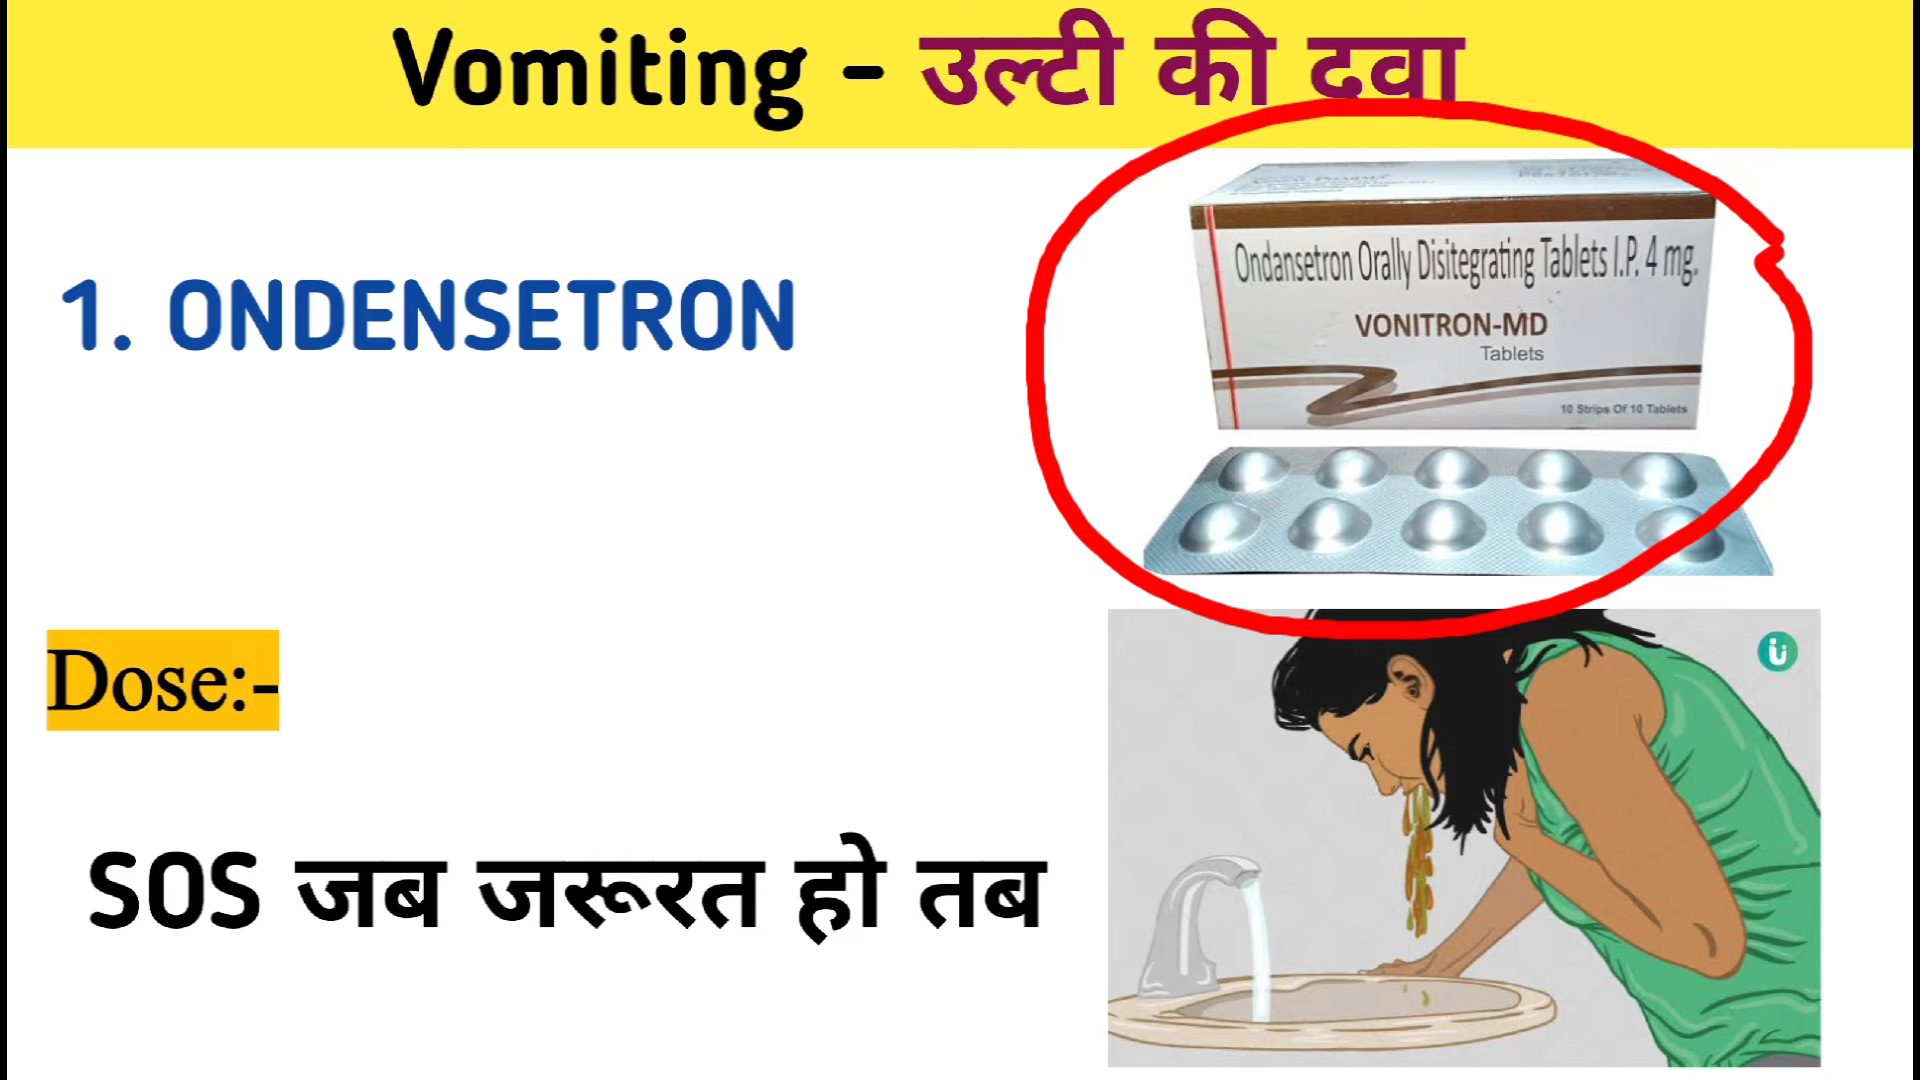 Vomiting - उल्टी की दवा
1. ONDENSETRON
Ondansetron Orally Disitegrating Tablets I.P. 4 mg.
VONITRON-MD
Tablets
10 Strips Of 10 Tablets
Dose:-
SOS जब जरूरत हो तब